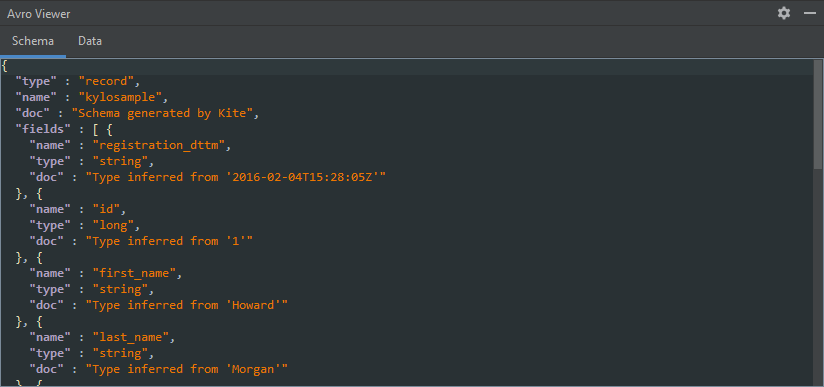 Avro Viewer
Schema Data
{
"type" : "record",
"name" : "kylosample",
"doc" : "Schema generated by Kite",
"fields" : [ {
"name" : "registration_dttm",
"type" : "string",
"doc" : "Type inferred from '2016-02-04T15:28:05Z'"
}, {
"name" : "id",
"type" : "long",
"doc" : "Type inferred from '1'"
}, {
"name" : "first_name",
"type" : "string",
"doc" : "Type inferred from 'Howard'"
}, {
"name" : "last_name",
"type" : "string",
"doc" : "Type inferred from 'Morgan'"
}, {